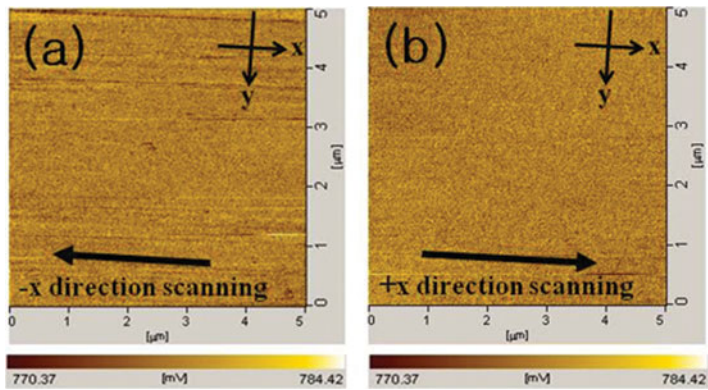 (a)
x
y
5
4
3
[μm]
2
1
0
-x direction scanning
0 1 2 3 4 5
[μm]
770.37 [mV] 784.42
(b)
x
y
5
4
3
[μm]
2
1
0
+x direction scanning
0 1 2 3 4 5
[μm]
770.37 [mV] 784.42